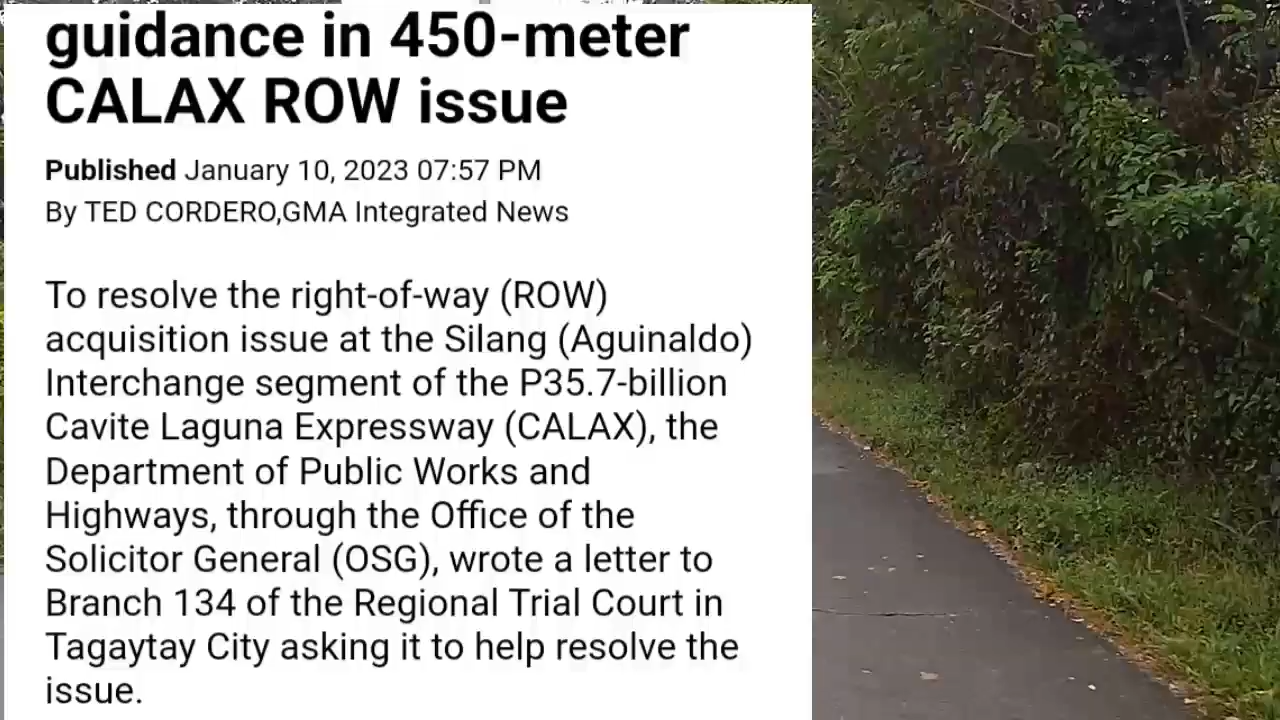 guidance in 450-meter
CALAX ROW issue
Published January 10, 2023 07:57 PM
By TED CORDERO,GMA Integrated News
To resolve the right-of-way (ROW)
acquisition issue at the Silang (Aguinaldo)
Interchange segment of the P35.7-billion
Cavite Laguna Expressway (CALAX), the
Department of Public Works and
Highways, through the Office of the
Solicitor General (OSG), wrote a letter to
Branch 134 of the Regional Trial Court in
Tagaytay City asking it to help resolve the
issue.